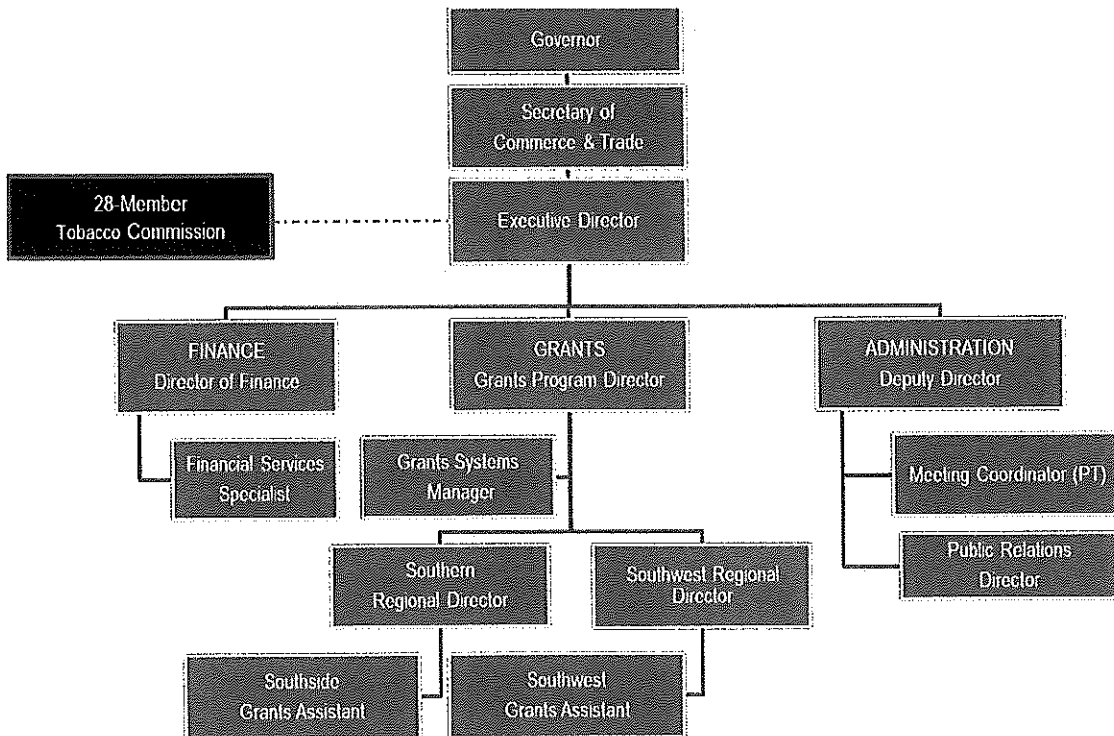 Governor
Secretary of
Commerce & Trade
28-Member
Tobacco Commission
Executive Director
FINANCE
Director of Finance
GRANTS
Grants Program Director
ADMINISTRATION
Deputy Director
Financial Services
Specialist
Grants Systems
Manager
Meeting Coordinator (PT)
Southern
Regional Director
Southwest Regional
Director
Public Relations
Director
Southside
Grants Assistant
Southwest
Grants Assistant